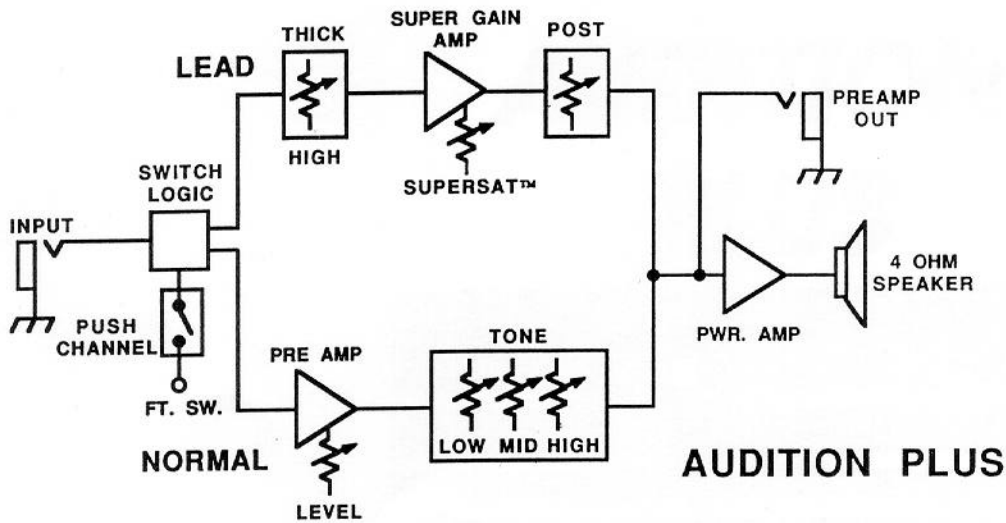 SUPER GAIN
AMP
THICK
POST
LEAD
PREAMP
OUT
HIGH
SWITCH
LOGIC
SUPERSAT™
INPUT
4 OHM
SPEAKER
PUSH
CHANNEL
PWR. AMP
TONE
PRE AMP
FT. SW.
LOW MID HIGH
NORMAL
AUDITION PLUS
LEVEL